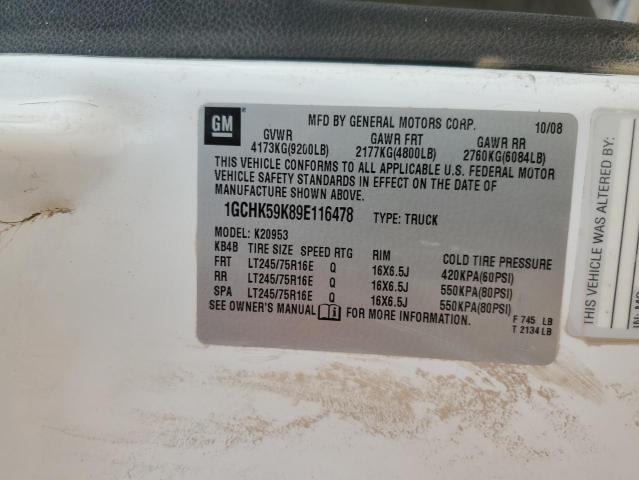 GM
MFD BY GENERAL MOTORS CORP. 10/08
GVWR GAWR FRT GAWR RR
4173KG(9200LB) 2177KG(4800LB) 2760KG(6084LB)
THIS VEHICLE CONFORMS TO ALL APPLICABLE U.S. FEDERAL MOTOR
VEHICLE SAFETY STANDARDS IN EFFECT ON THE DATE OF
MANUFACTURE SHOWN ABOVE.
1GCHK59K89E116478 TYPE: TRUCK
MODEL: K20953
KB4B TIRE SIZE SPEED RTG RIM COLD TIRE PRESSURE
FRT LT245/75R16E Q 16X6.5J 420KPA(60PSI)
RR LT245/75R16E Q 16X6.5J 550KPA(80PSI)
SPA LT245/75R16E Q 16X6.5J 550KPA(80PSI)
SEE OWNER'S MANUAL FOR MORE INFORMATION.
F 745 LB
T 2134 LB
THIS VEHICLE WAS ALTERED BY: